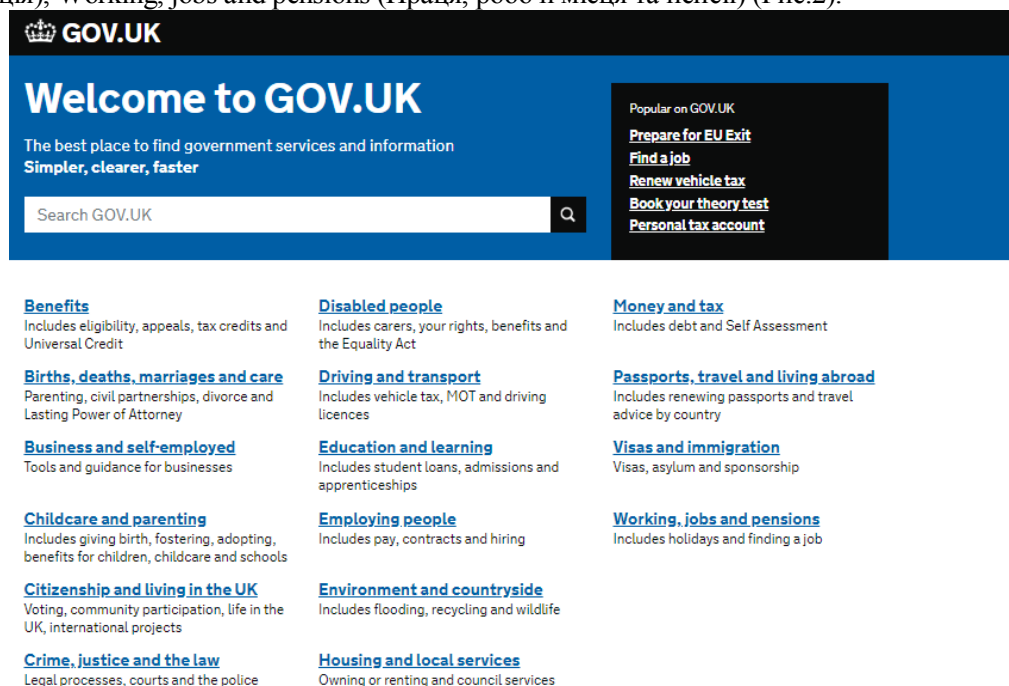 ція), Working, jobs and pensions (Праця, робочі місця та пенсії) (Рис.2).
GOV.UK
Welcome to GOV.UK
The best place to find government services and information
Simpler, clearer, faster
Search GOV.UK
Popular on GOV.UK
Prepare for EU Exit
Find a job
Renew vehicle tax
Book your theory test
Personal tax account
Benefits
Includes eligibility, appeals, tax credits and
Universal Credit
Births, deaths, marriages and care
Parenting, civil partnerships, divorce and
Lasting Power of Attorney
Business and self-employed
Tools and guidance for businesses
Childcare and parenting
Includes giving birth, fostering, adopting,
benefits for children, childcare and schools
Citizenship and living in the UK
Voting, community participation, life in the
UK, international projects
Crime, justice and the law
Legal processes, courts and the police
Disabled people
Includes carers, your rights, benefits and
the Equality Act
Driving and transport
Includes vehicle tax, MOT and driving
licences
Education and learning
Includes student loans, admissions and
apprenticeships
Employing people
Includes pay, contracts and hiring
Environment and countryside
Includes flooding, recycling and wildlife
Housing and local services
Owning or renting and council services
Money and tax
Includes debt and Self Assessment
Passports, travel and living abroad
Includes renewing passports and travel
advice by country
Visas and immigration
Visas, asylum and sponsorship
Working, jobs and pensions
Includes holidays and finding a job